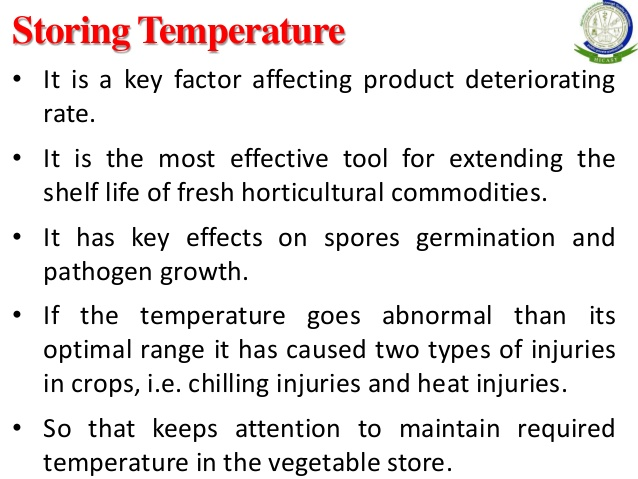 Storing Temperature
• It is a key factor affecting product deteriorating
rate.
• It is the most effective tool for extending the
shelf life of fresh horticultural commodities.
• It has key effects on spores germination and
pathogen growth.
• If the temperature goes abnormal than its
optimal range it has caused two types of injuries
in crops, i.e. chilling injuries and heat injuries.
• So that keeps attention to maintain required
temperature in the vegetable store.